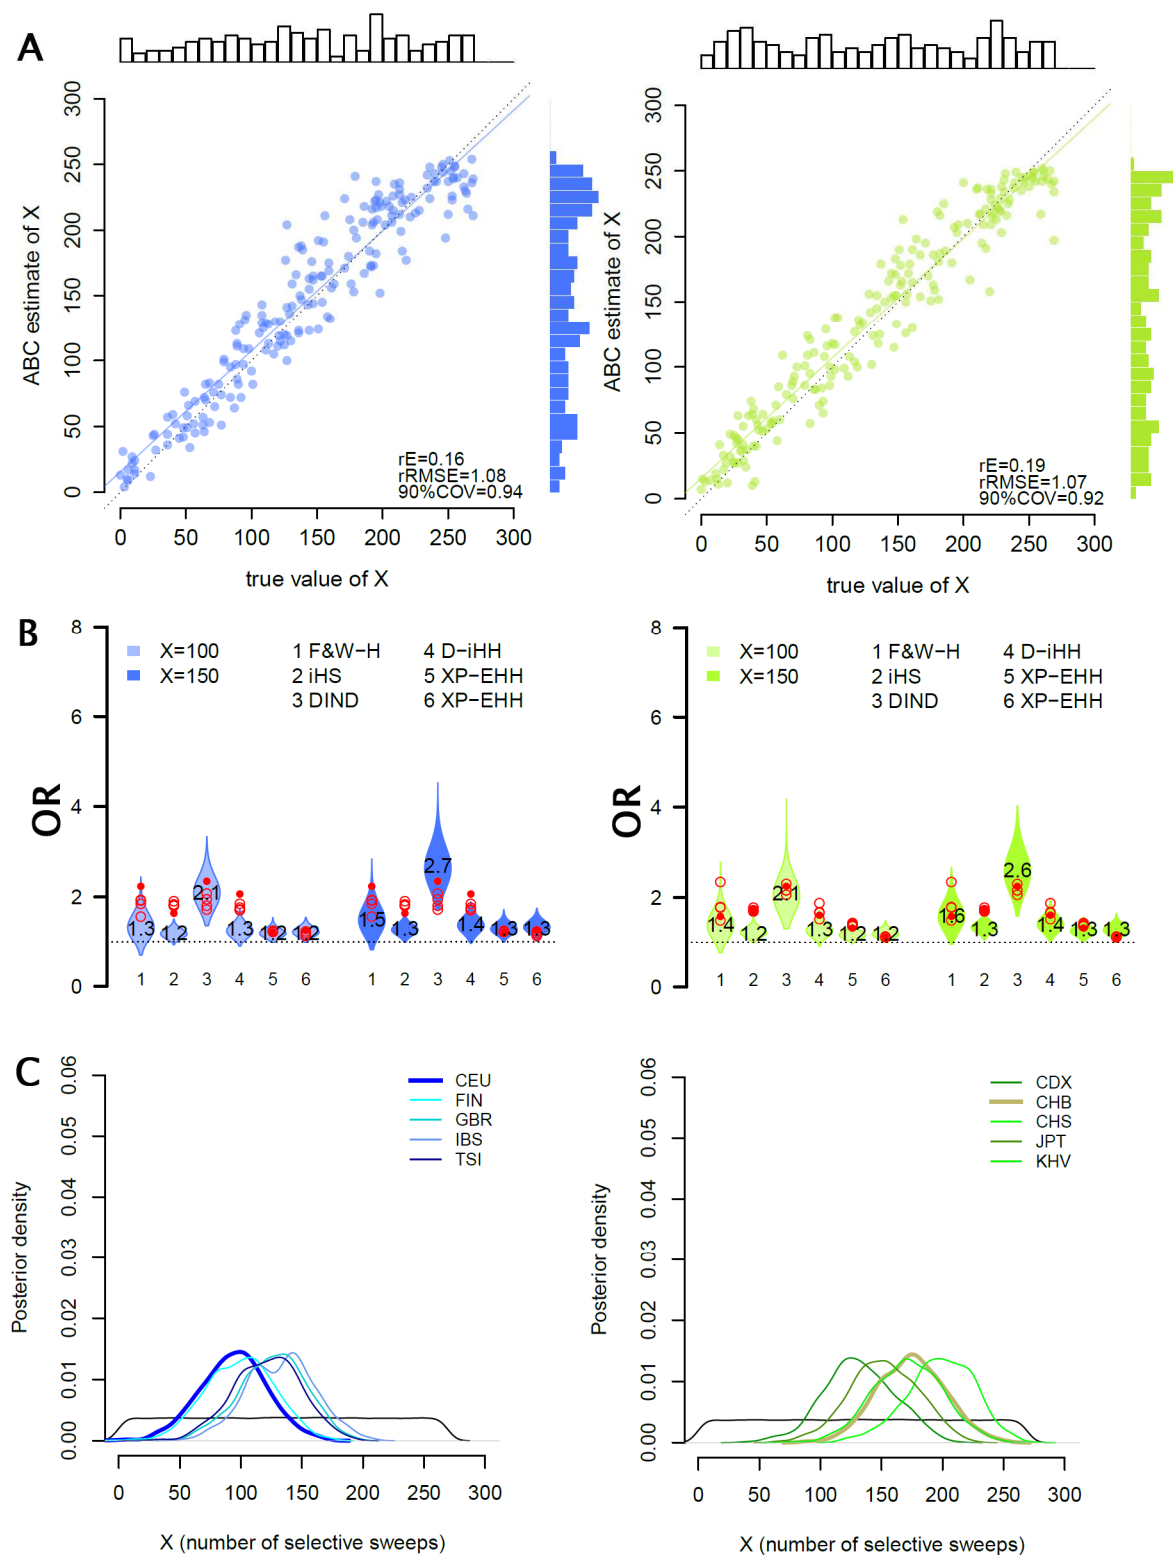 A
ABC estimate of X
0 50 100 150 200 250 300
rE=0.16
rRMSE=1.08
90%COV=0.94
0 50 100 150 200 250 300
true value of X
ABC estimate of X
0 50 100 150 200 250 300
rE=0.19
rRMSE=1.07
90%COV=0.92
0 50 100 150 200 250 300
true value of X
B
OR
0 2 4 6 8
X=100
X=150
1 F&W−H
2 iHS
3 DIND
4 D−iHH
5 XP−EHH
6 XP−EHH
1.3 1.2 2.1 1.3 1.2 1.2 1.5 1.3 2.7 1.4 1.3 1.3
1 2 3 4 5 6 1 2 3 4 5 6
OR
0 2 4 6 8
X=100
X=150
1 F&W−H
2 iHS
3 DIND
4 D−iHH
5 XP−EHH
6 XP−EHH
1.4 1.2 2.1 1.3 1.2 1.2 1.6 1.3 2.6 1.4 1.3 1.3
1 2 3 4 5 6 1 2 3 4 5 6
C
Posterior density
0.00 0.01 0.02 0.03 0.04 0.05 0.06
CEU
FIN
GBR
IBS
TSI
0 50 100 150 200 250 300
X (number of selective sweeps)
Posterior density
0.00 0.01 0.02 0.03 0.04 0.05 0.06
CDX
CHB
CHS
JPT
KHV
0 50 100 150 200 250 300
X (number of selective sweeps)